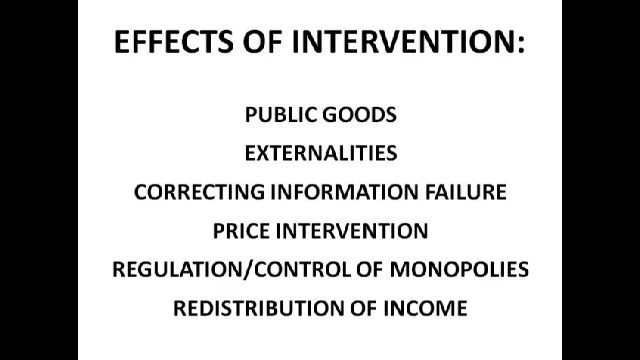 EFFECTS OF INTERVENTION:
PUBLIC GOODS
EXTERNALITIES
CORRECTING INFORMATION FAILURE
PRICE INTERVENTION
REGULATION/CONTROL OF MONOPOLIES
REDISTRIBUTION OF INCOME